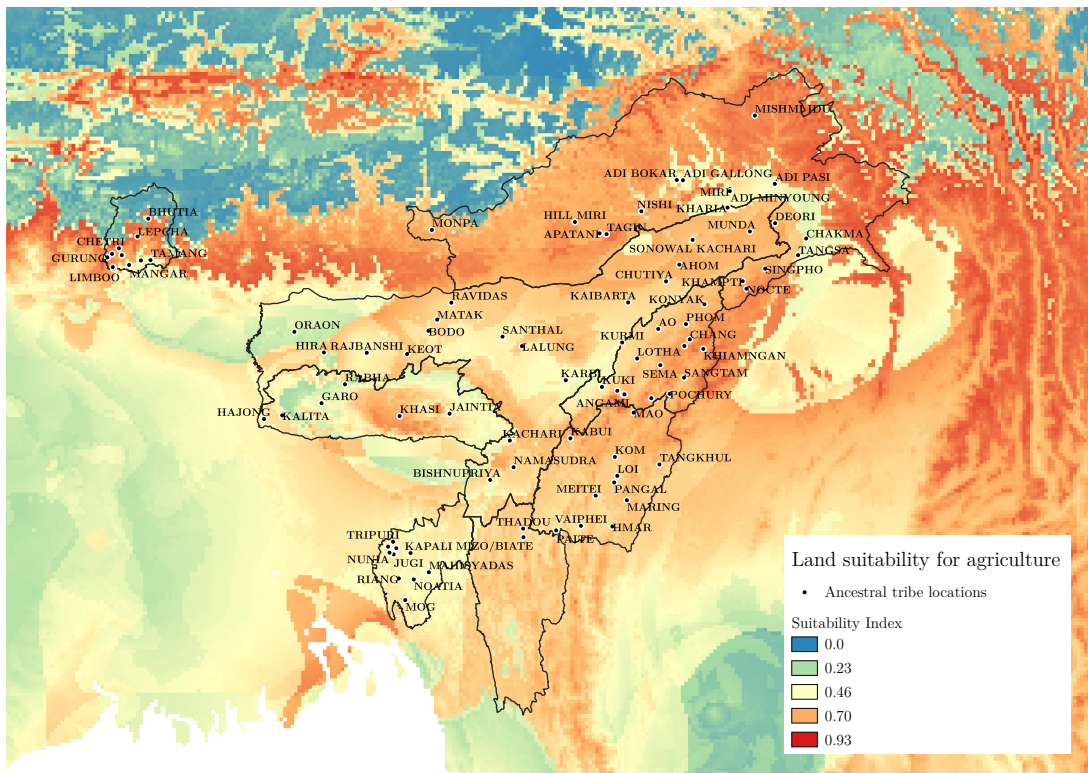 MISHMI IDU
ADI BOKAR
ADI GALLONG
ADI PASI
MIRI
ADI MINYOUNG
KHARIA
NISHI
BHUTIA
HILL MIRI
DEORI
MONPA
MUNDA
TAGIN
APATANI
LEPCHA
CHAKMA
CHETRI
SONOWAL KACHARI
TANGSA
TAMANG
GURUNG
AHOM
SINGPHO
MANGAR
LIMBOO
CHUTIYA
KHAMPTI
NOCTE
RAVIDAS
KAIBARTA
KONYAK
MATAK
PHOM
ORAON
AO
BODO
SANTHAL
CHANG
KURMI
HIRA
RAJBANSHI
KEOT
LALUNG
LOTHA
KHIAMNGAN
RABHA
KARBI
KUKI
SEMA
SANGTAM
GARO
POCHURY
ANGAMI
HAJONG
KALITA
KHASI
JAINTIA
MAO
KACHARI
KABUI
KOM
TANGKHUL
NAMASUDRA
LOI
BISHNUPRIYA
MEITEI
PANGAL
MARING
THADOU
VAIPHEI
HMAR
TRIPURI
PAITE
KAPALI
MIZO/BIATE
NUNIA
JUGI
MAHISYADAS
RIANG
NOATIA
MOG
Land suitability for agriculture
Ancestral tribe locations
Suitability Index
0.0
0.23
0.46
0.70
0.93